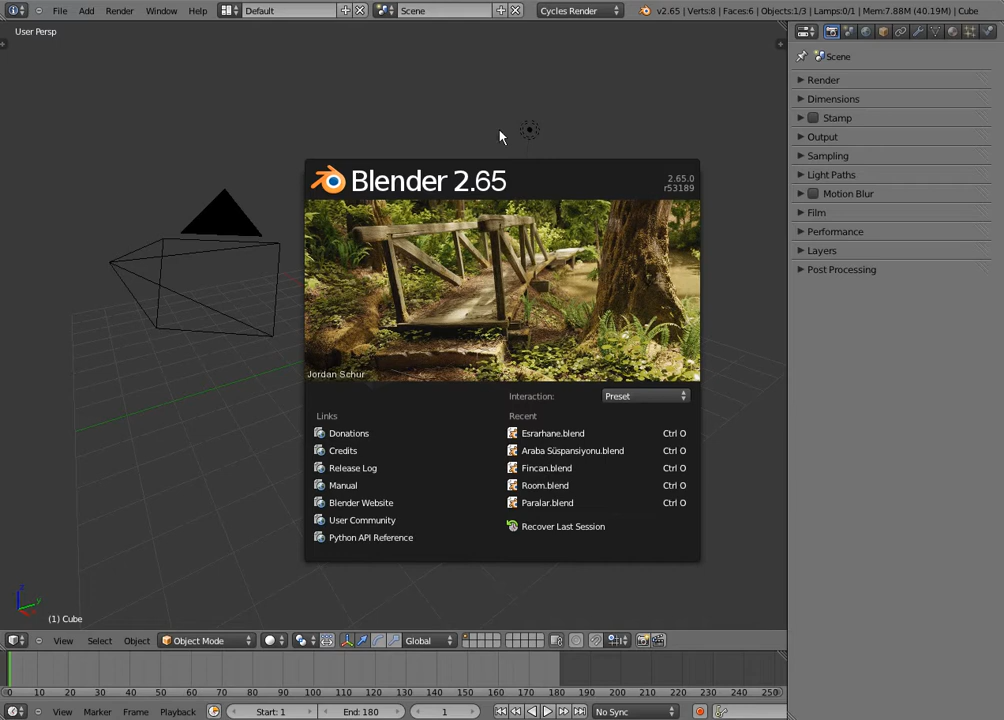 File Add Render Window Help Default Scene Cycles Render v2.65 | Verts:8 | Faces:6 | Objects:1/3 | Lamps:0/1 | Mem:7.88M (40.19M) | Cube
User Persp
Scene
Render
Dimensions
Stamp
Output
Sampling
Light Paths
Motion Blur
Film
Performance
Layers
Post Processing
Blender 2.65
2.65.0
r53189
Jordan Schur
Interaction: Preset
Links
Donations
Credits
Release Log
Manual
Blender Website
User Community
Python API Reference
Recent
Esrarhane.blend Ctrl O
Araba Süspansiyonu.blend Ctrl O
Fincan.blend Ctrl O
Room.blend Ctrl O
Paralar.blend Ctrl O
Recover Last Session
z
y
x
(1) Cube
View Select Object Object Mode Global
0 10 20 30 40 50 60 70 80 90 100 110 120 130 140 150 160 170 180 190 200 210 220 230 240 250
View Marker Frame Playback Start: 1 End: 180 1 No Sync